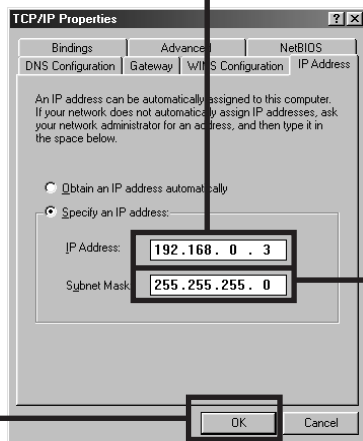 TCP/IP Properties
Bindings Advanced NetBIOS
DNS Configuration Gateway WINS Configuration IP Address
An IP address can be automatically assigned to this computer.
If your network does not automatically assign IP addresses, ask
your network administrator for an address, and then type it in
the space below.
Obtain an IP address automatically
Specify an IP address:
IP Address: 192.168. 0 . 3
Subnet Mask 255.255.255. 0
OK Cancel